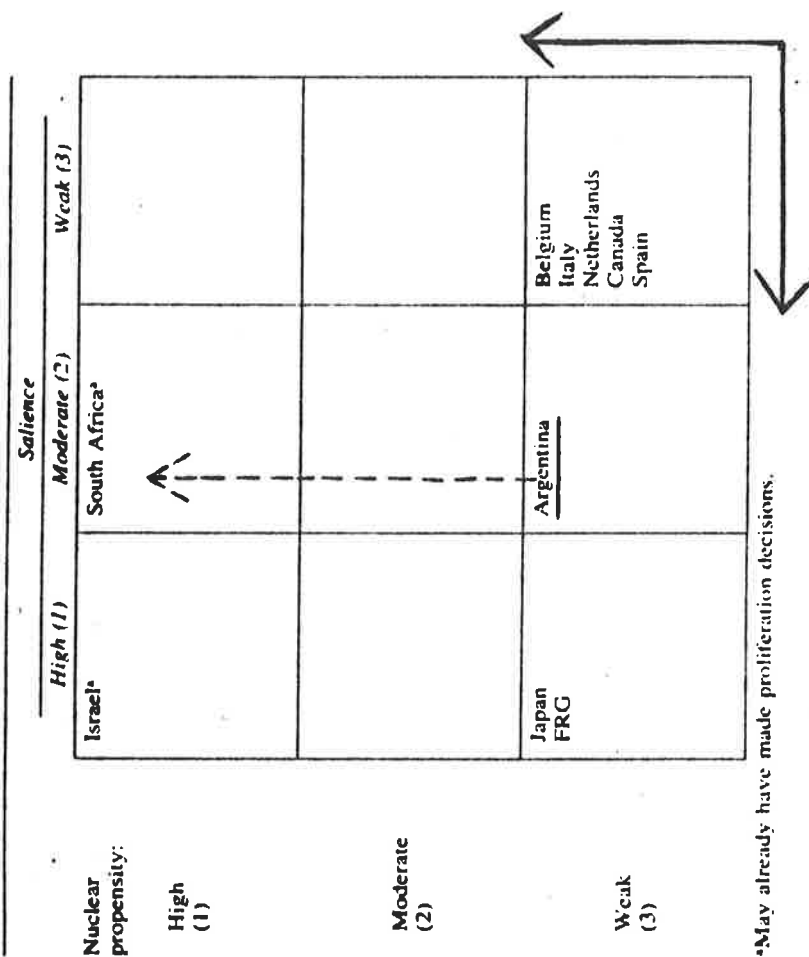 Salience
High (1) Moderate (2) Weak (3)
Nuclear
propensity:
High
(1)
Israelᵃ
South Africaᵃ
Moderate
(2)
Weak
(3)
Japan
FRG
Argentina
Belgium
Italy
Netherlands
Canada
Spain
ᵃMay already have made proliferation decisions.